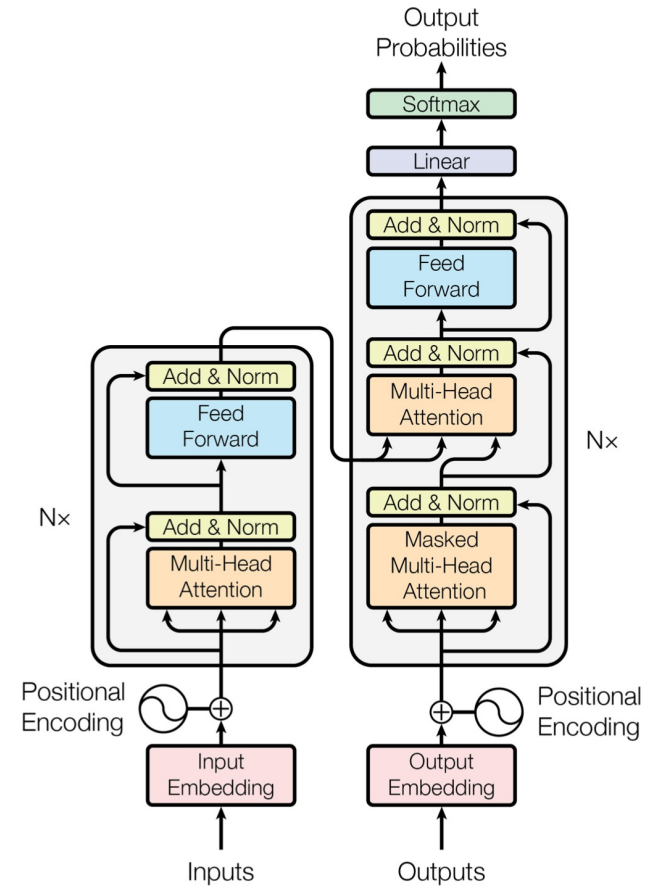 Output
Probabilities
Softmax
Linear
Add & Norm
Feed
Forward
Add & Norm
Multi-Head
Attention
Add & Norm
Masked
Multi-Head
Attention
N×
Add & Norm
Feed
Forward
Add & Norm
Multi-Head
Attention
N×
Positional
Encoding
Positional
Encoding
Input
Embedding
Output
Embedding
Inputs
Outputs